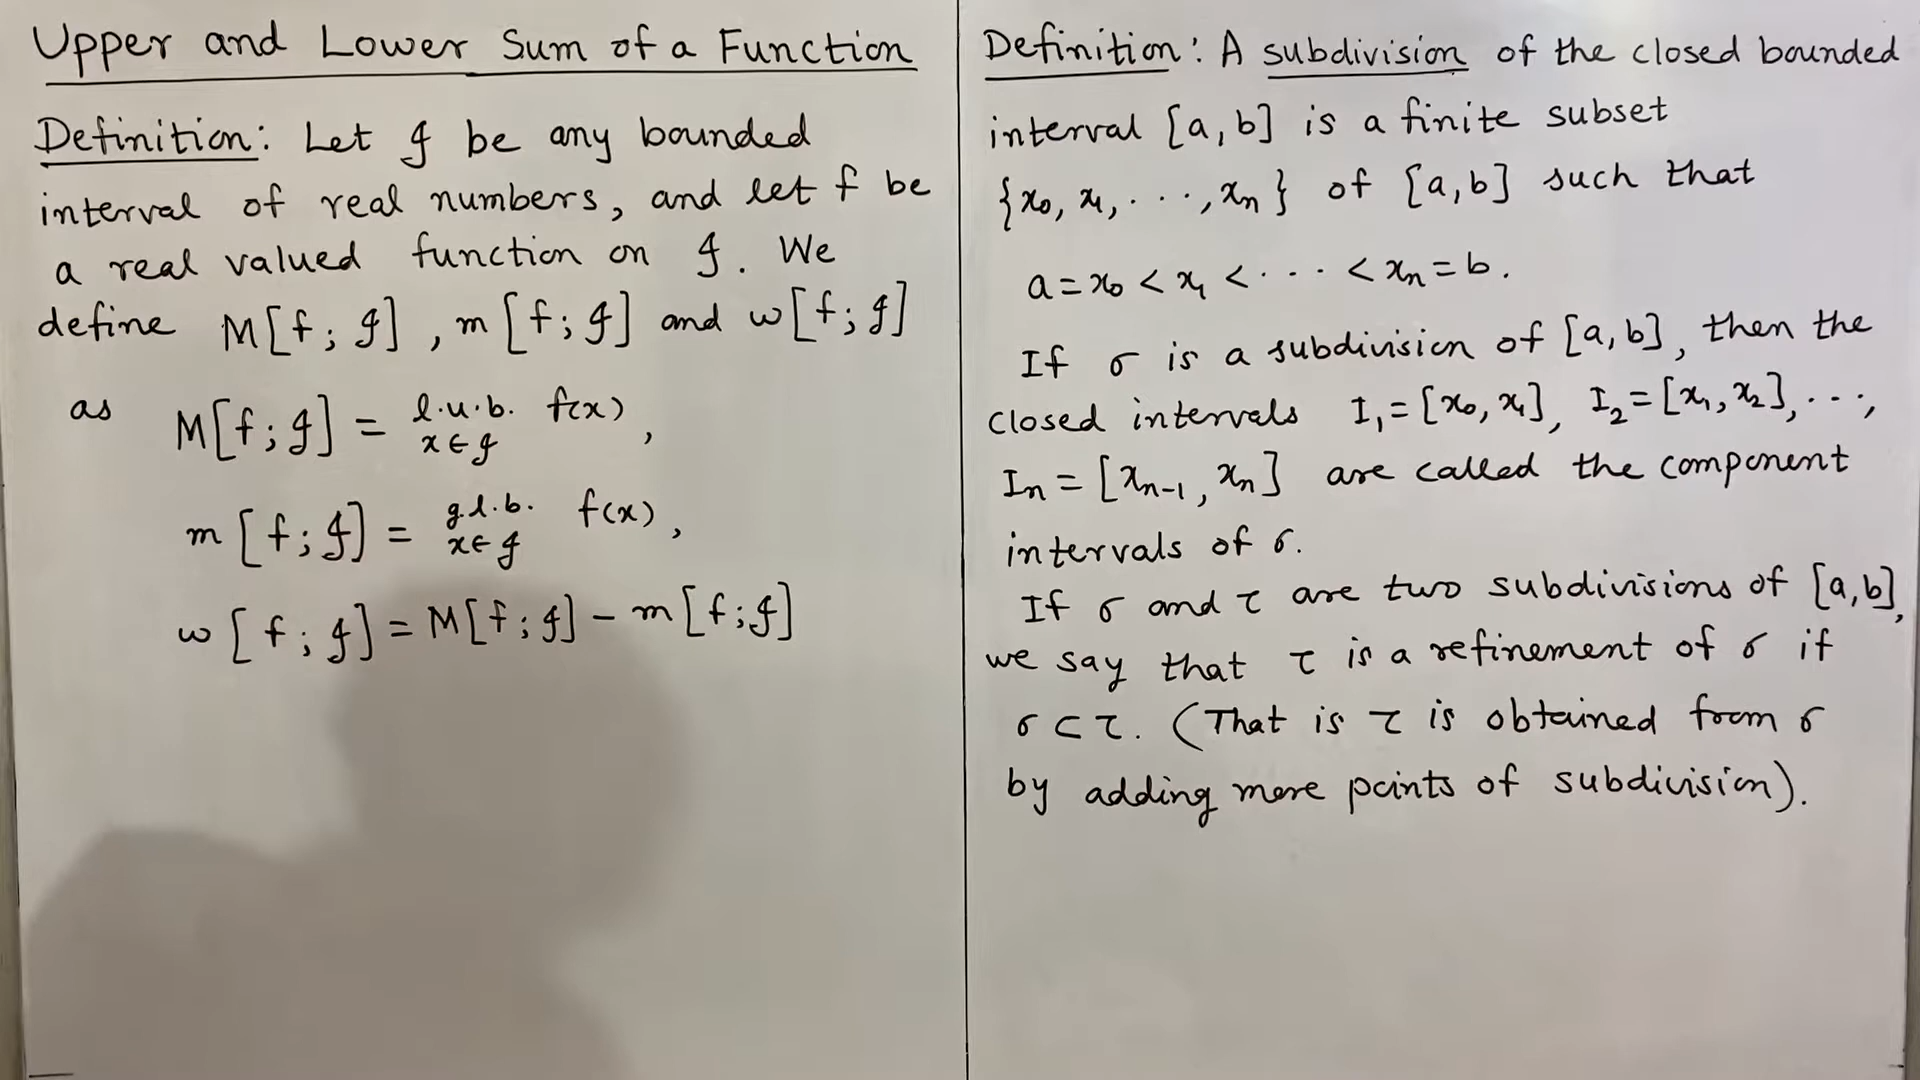 Upper and Lower Sum of a Function
Definition: Let J be any bounded
interval of real numbers, and let f be
a real valued function on J. We
define M[f; J], m[f; J] and ω[f; J]
as M[f; J] = l.u.b. f(x),
x∈J
m[f; J] = g.l.b. f(x),
x∈J
ω[f; J] = M[f; J] − m[f; J]
Definition: A subdivision of the closed bounded
interval [a, b] is a finite subset
{x₀, x₁, ..., xₙ} of [a, b] such that
a = x₀ < x₁ < ... < xₙ = b.
If σ is a subdivision of [a, b], then the
closed intervals I₁ = [x₀, x₁], I₂ = [x₁, x₂], ...,
Iₙ = [xₙ₋₁, xₙ] are called the component
intervals of σ.
If σ and τ are two subdivisions of [a, b],
we say that τ is a refinement of σ if
σ ⊂ τ. (That is τ is obtained from σ
by adding more points of subdivision).